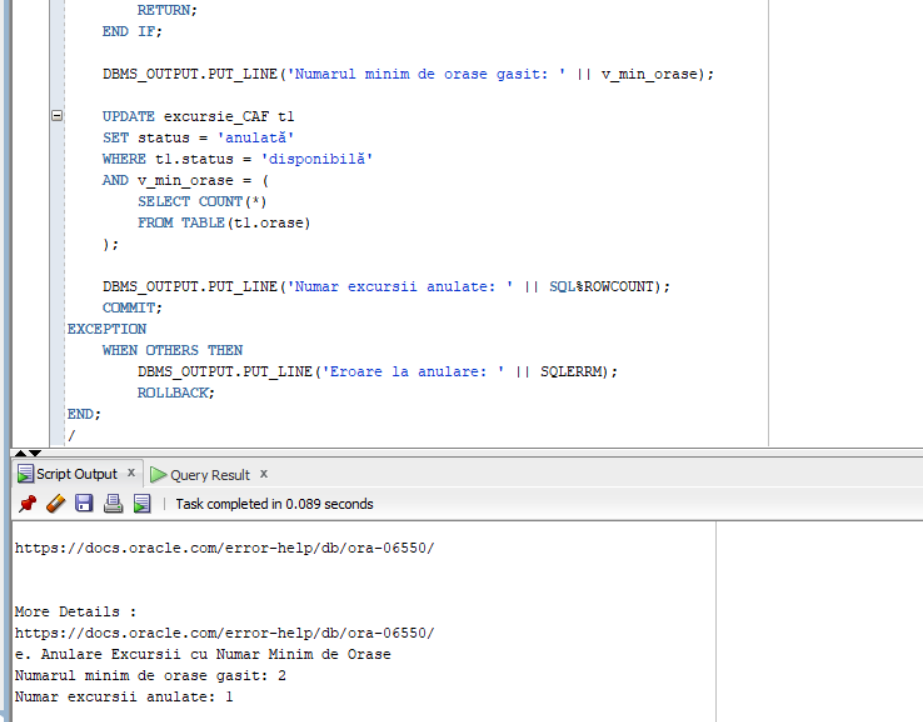 RETURN;
END IF;
DBMS_OUTPUT.PUT_LINE('Numarul minim de orase gasit: ' || v_min_orase);
UPDATE excursie_CAF t1
SET status = 'anulată'
WHERE t1.status = 'disponibilă'
AND v_min_orase = (
SELECT COUNT(*)
FROM TABLE(t1.orase)
);
DBMS_OUTPUT.PUT_LINE('Numar excursii anulate: ' || SQL%ROWCOUNT);
COMMIT;
EXCEPTION
WHEN OTHERS THEN
DBMS_OUTPUT.PUT_LINE('Eroare la anulare: ' || SQLERRM);
ROLLBACK;
END;
/
Script Output x Query Result x
Task completed in 0.089 seconds
https://docs.oracle.com/error-help/db/ora-06550/
More Details :
https://docs.oracle.com/error-help/db/ora-06550/
e. Anulare Excursii cu Numar Minim de Orase
Numarul minim de orase gasit: 2
Numar excursii anulate: 1